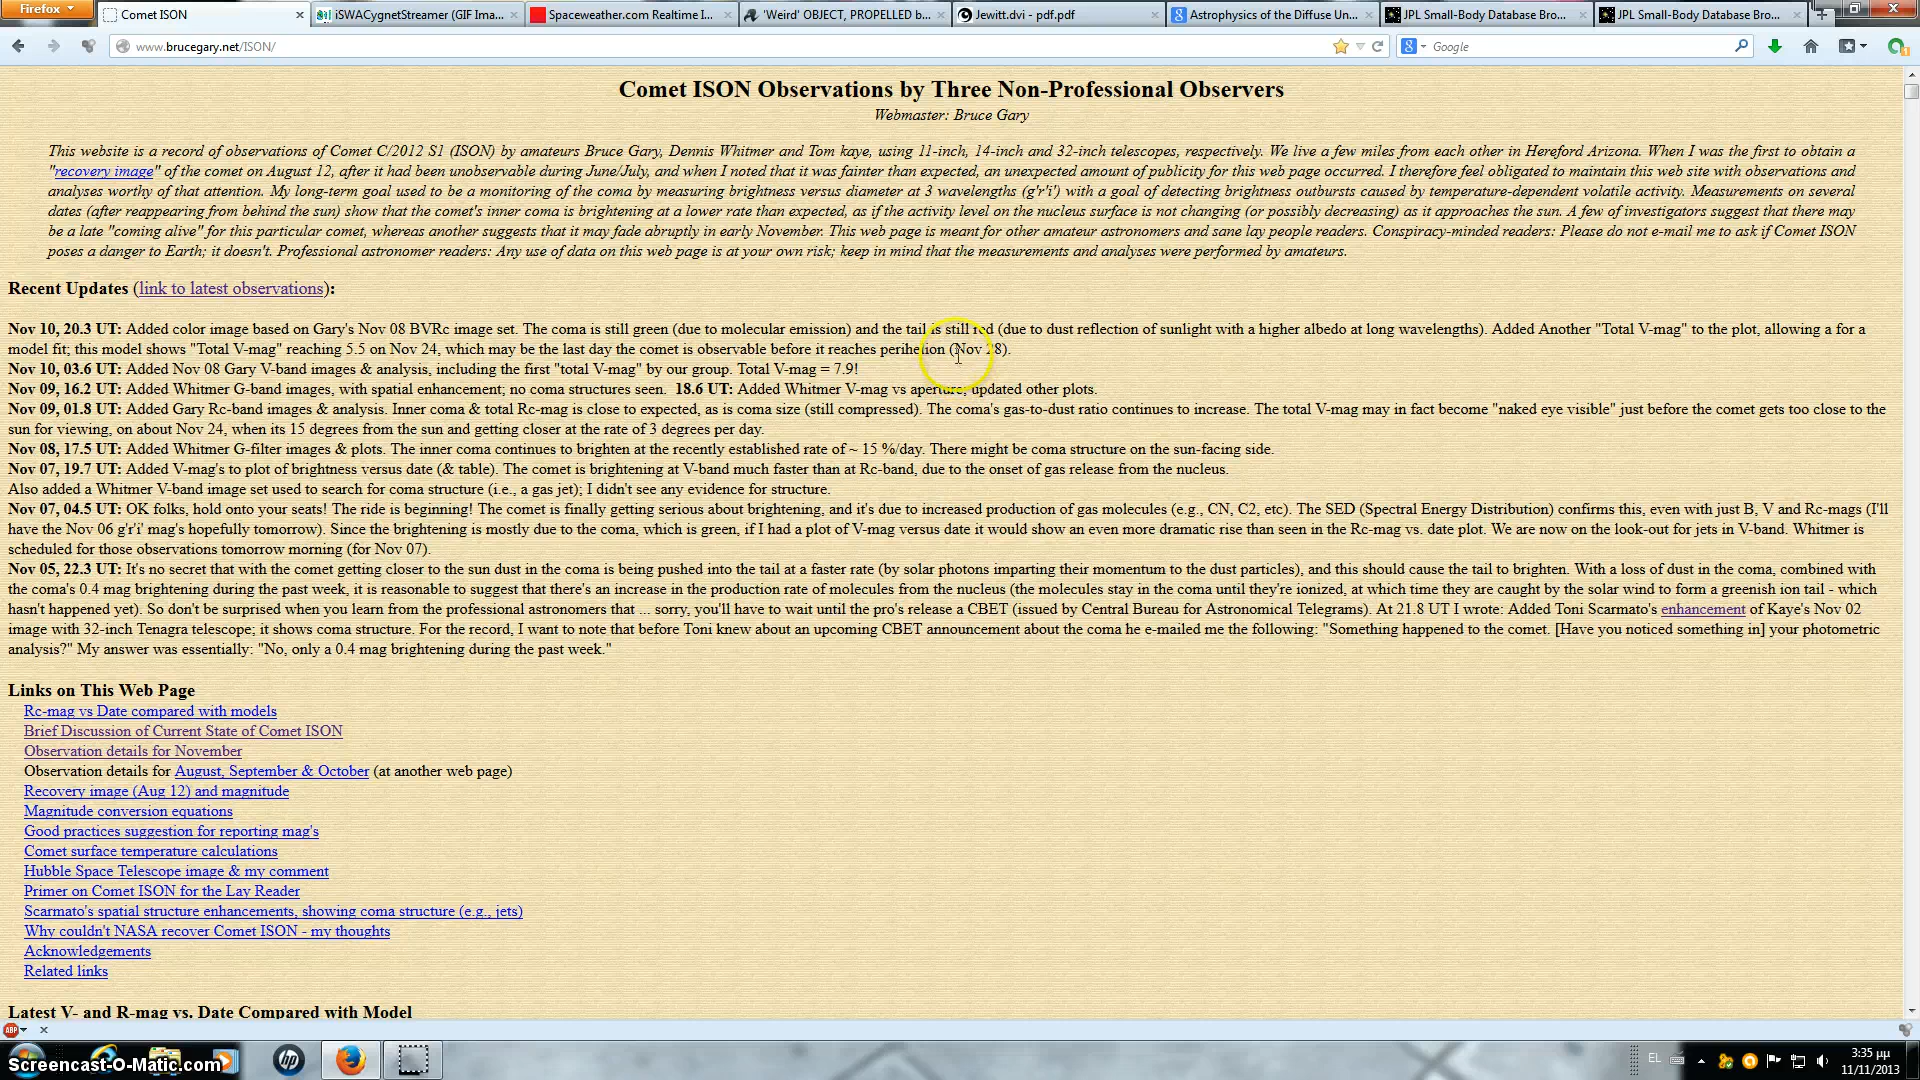 Firefox
Comet ISON
iSWACygnetStreamer (GIF Ima...
Spaceweather.com Realtime I...
'Weird' OBJECT, PROPELLED b...
Jewitt.dvi - pdf.pdf
Astrophysics of the Diffuse Un...
JPL Small-Body Database Bro...
JPL Small-Body Database Bro...
www.brucegary.net/ISON/
Google
Comet ISON Observations by Three Non-Professional Observers
Webmaster: Bruce Gary
This website is a record of observations of Comet C/2012 S1 (ISON) by amateurs Bruce Gary, Dennis Whitmer and Tom kaye, using 11-inch, 14-inch and 32-inch telescopes, respectively. We live a few miles from each other in Hereford Arizona. When I was the first to obtain a
"recovery image" of the comet on August 12, after it had been unobservable during June/July, and when I noted that it was fainter than expected, an unexpected amount of publicity for this web page occurred. I therefore feel obligated to maintain this web site with observations and
analyses worthy of that attention. My long-term goal used to be a monitoring of the coma by measuring brightness versus diameter at 3 wavelengths (g'r'i') with a goal of detecting brightness outbursts caused by temperature-dependent volatile activity. Measurements on several
dates (after reappearing from behind the sun) show that the comet's inner coma is brightening at a lower rate than expected, as if the activity level on the nucleus surface is not changing (or possibly decreasing) as it approaches the sun. A few of investigators suggest that there may
be a late "coming alive" for this particular comet, whereas another suggests that it may fade abruptly in early November. This web page is meant for other amateur astronomers and sane lay people readers. Conspiracy-minded readers: Please do not e-mail me to ask if Comet ISON
poses a danger to Earth; it doesn't. Professional astronomer readers: Any use of data on this web page is at your own risk; keep in mind that the measurements and analyses were performed by amateurs.
Recent Updates (link to latest observations):
Nov 10, 20.3 UT: Added color image based on Gary's Nov 08 BVRc image set. The coma is still green (due to molecular emission) and the tail is still red (due to dust reflection of sunlight with a higher albedo at long wavelengths). Added Another "Total V-mag" to the plot, allowing a for a
model fit; this model shows "Total V-mag" reaching 5.5 on Nov 24, which may be the last day the comet is observable before it reaches perihelion (Nov 28).
Nov 10, 03.6 UT: Added Nov 08 Gary V-band images & analysis, including the first "total V-mag" by our group. Total V-mag = 7.9!
Nov 09, 16.2 UT: Added Whitmer G-band images, with spatial enhancement; no coma structures seen. 18.6 UT: Added Whitmer V-mag vs aperture; updated other plots.
Nov 09, 01.8 UT: Added Gary Rc-band images & analysis. Inner coma & total Rc-mag is close to expected, as is coma size (still compressed). The coma's gas-to-dust ratio continues to increase. The total V-mag may in fact become "naked eye visible" just before the comet gets too close to the
sun for viewing, on about Nov 24, when its 15 degrees from the sun and getting closer at the rate of 3 degrees per day.
Nov 08, 17.5 UT: Added Whitmer G-filter images & plots. The inner coma continues to brighten at the recently established rate of ~ 15 %/day. There might be coma structure on the sun-facing side.
Nov 07, 19.7 UT: Added V-mag's to plot of brightness versus date (& table). The comet is brightening at V-band much faster than at Rc-band, due to the onset of gas release from the nucleus.
Also added a Whitmer V-band image set used to search for coma structure (i.e., a gas jet); I didn't see any evidence for structure.
Nov 07, 04.5 UT: OK folks, hold onto your seats! The ride is beginning! The comet is finally getting serious about brightening, and it's due to increased production of gas molecules (e.g., CN, C2, etc). The SED (Spectral Energy Distribution) confirms this, even with just B, V and Rc-mags (I'll
have the Nov 06 g'r'i' mag's hopefully tomorrow). Since the brightening is mostly due to the coma, which is green, if I had a plot of V-mag versus date it would show an even more dramatic rise than seen in the Rc-mag vs. date plot. We are now on the look-out for jets in V-band. Whitmer is
scheduled for those observations tomorrow morning (for Nov 07).
Nov 05, 22.3 UT: It's no secret that with the comet getting closer to the sun dust in the coma is being pushed into the tail at a faster rate (by solar photons imparting their momentum to the dust particles), and this should cause the tail to brighten. With a loss of dust in the coma, combined with
the coma's 0.4 mag brightening during the past week, it is reasonable to suggest that there's an increase in the production rate of molecules from the nucleus (the molecules stay in the coma until they're ionized, at which time they are caught by the solar wind to form a greenish ion tail - which
hasn't happened yet). So don't be surprised when you learn from the professional astronomers that ... sorry, you'll have to wait until the pro's release a CBET (issued by Central Bureau for Astronomical Telegrams). At 21.8 UT I wrote: Added Toni Scarmato's enhancement of Kaye's Nov 02
image with 32-inch Tenagra telescope; it shows coma structure. For the record, I want to note that before Toni knew about an upcoming CBET announcement about the coma he e-mailed me the following: "Something happened to the comet. [Have you noticed something in] your photometric
analysis?" My answer was essentially: "No, only a 0.4 mag brightening during the past week."
Links on This Web Page
Rc-mag vs Date compared with models
Brief Discussion of Current State of Comet ISON
Observation details for November
Observation details for August, September & October (at another web page)
Recovery image (Aug 12) and magnitude
Magnitude conversion equations
Good practices suggestion for reporting mag's
Comet surface temperature calculations
Hubble Space Telescope image & my comment
Primer on Comet ISON for the Lay Reader
Scarmato's spatial structure enhancements, showing coma structure (e.g., jets)
Why couldn't NASA recover Comet ISON - my thoughts
Acknowledgements
Related links
Latest V- and R-mag vs. Date Compared with Model
ABP
Screencast-O-Matic.com
hp
EL
3:35 μμ
11/11/2013